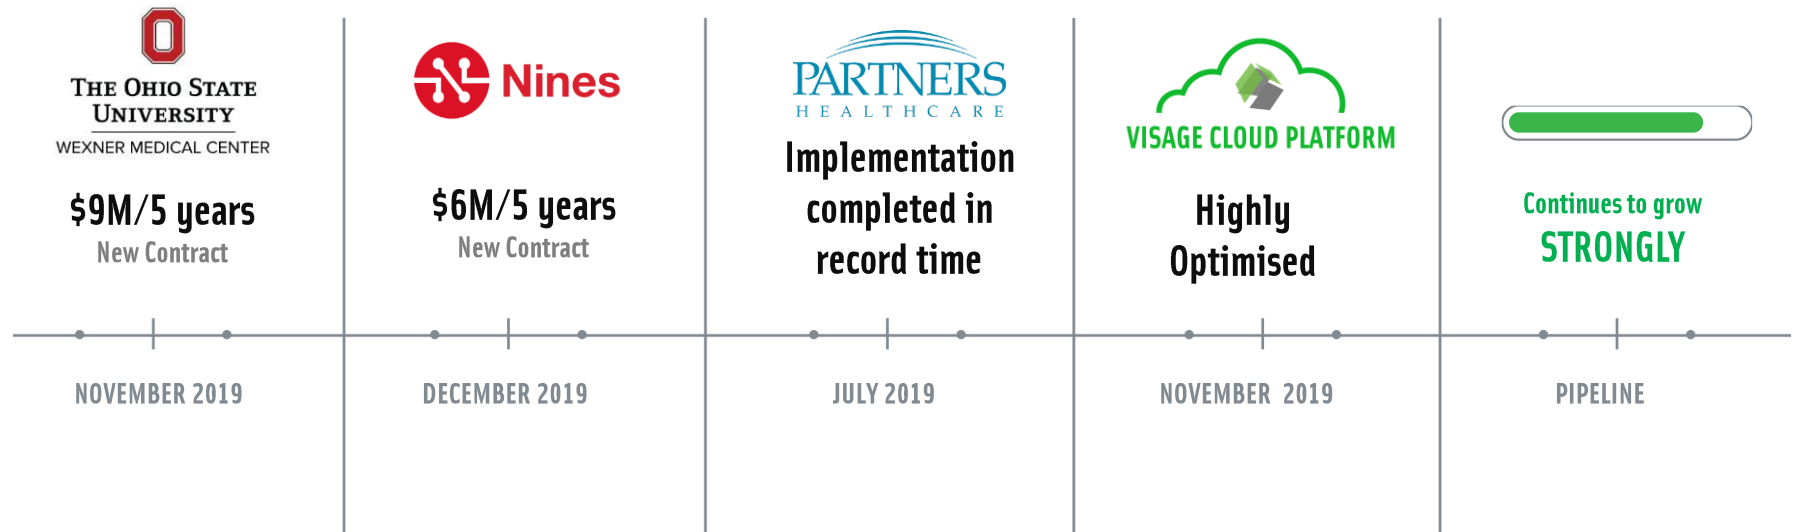 THE OHIO STATE
UNIVERSITY
WEXNER MEDICAL CENTER
$9M/5 years
New Contract
NOVEMBER 2019
Nines
$6M/5 years
New Contract
DECEMBER 2019
PARTNERS
HEALTHCARE
Implementation
completed in
record time
JULY 2019
VISAGE CLOUD PLATFORM
Highly
Optimised
NOVEMBER 2019
Continues to grow
STRONGLY
PIPELINE